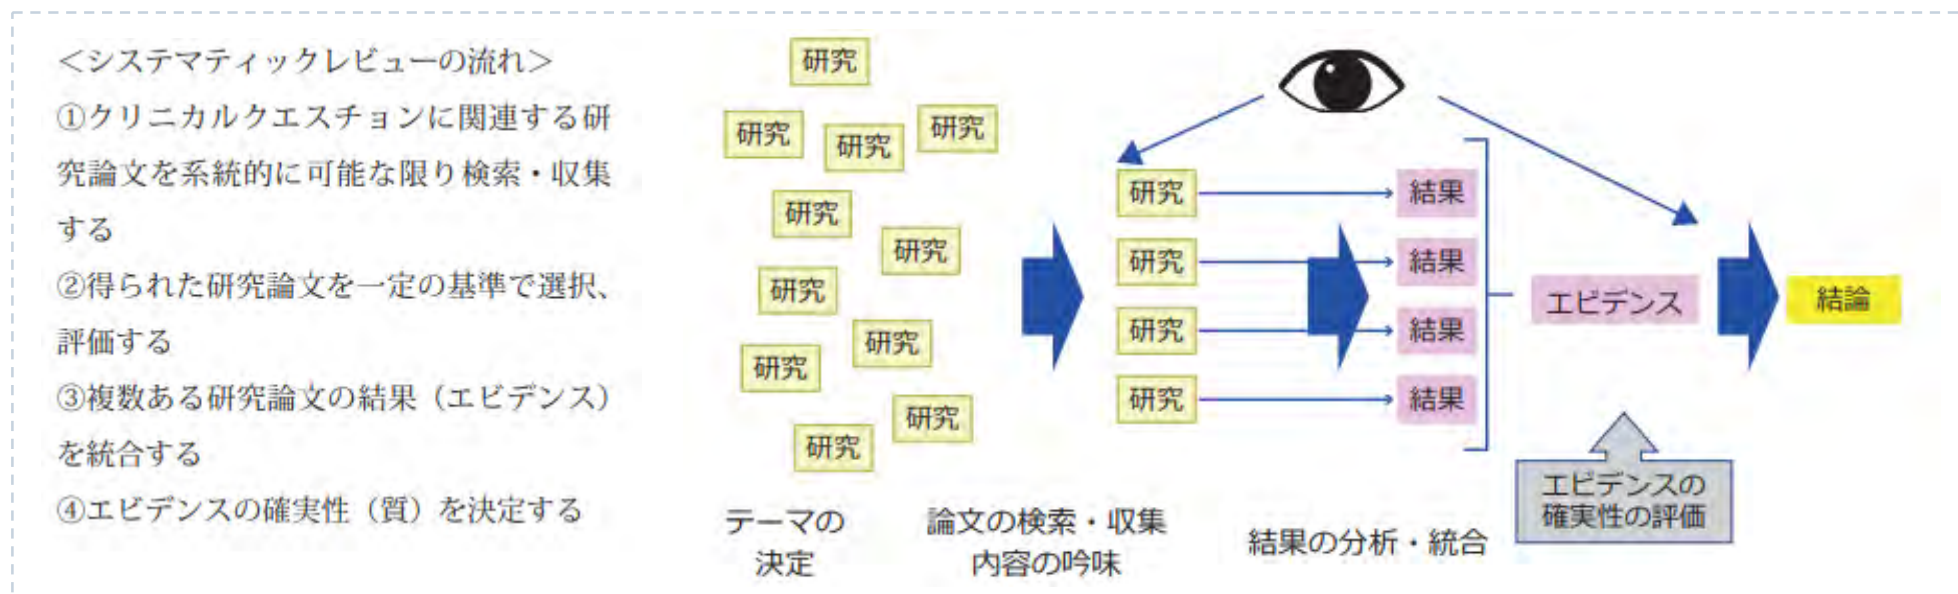 ＜システマティックレビューの流れ＞
①クリニカルクエスチョンに関連する研
究論文を系統的に可能な限り検索・収集
する
②得られた研究論文を一定の基準で選択、
評価する
③複数ある研究論文の結果（エビデンス）
を統合する
④エビデンスの確実性（質）を決定する
研究
研究
研究
研究
研究
研究
研究
研究
研究
研究
研究
テーマの
決定
論文の検索・収集
内容の吟味
研究
結果
研究
結果
研究
結果
研究
結果
結果の分析・統合
エビデンス
エビデンスの
確実性の評価
結論